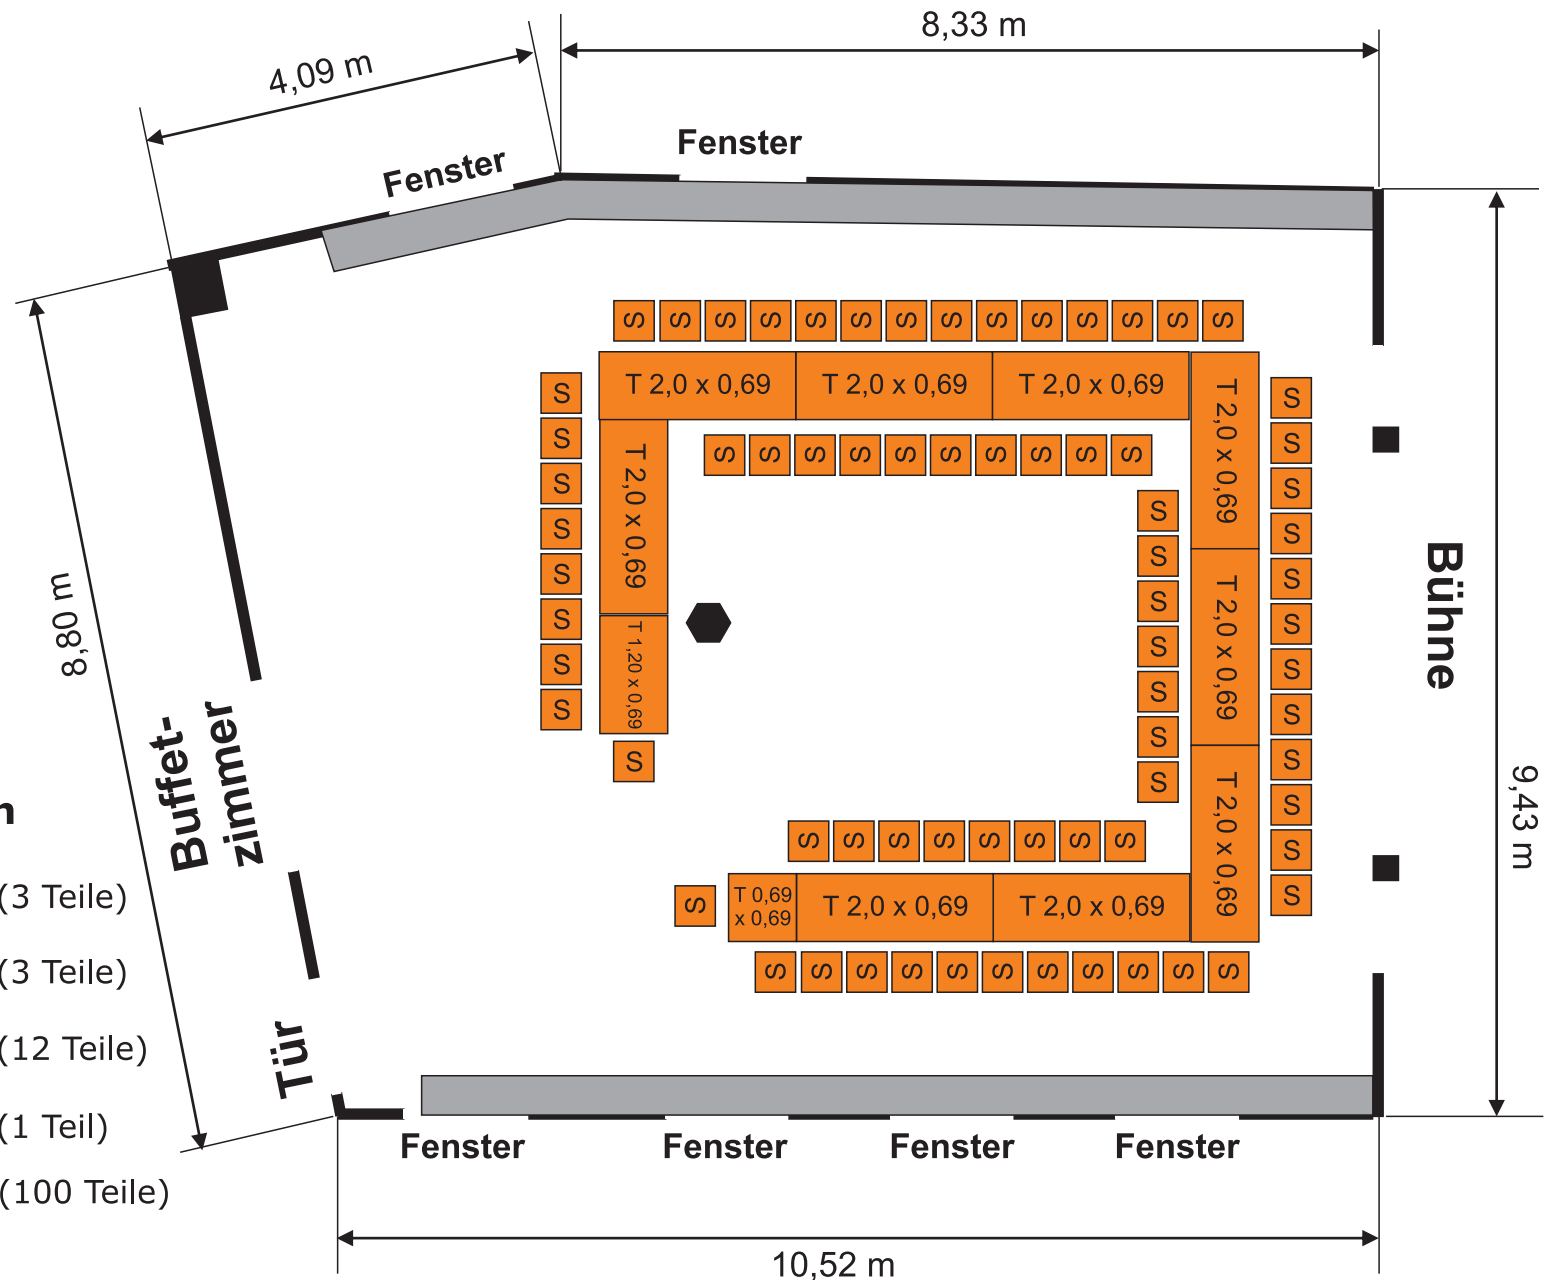 8,33 m
4,09 m
Fenster
Fenster
S S S S S S S S S S S S S S
T 2,0 x 0,69
T 2,0 x 0,69
T 2,0 x 0,69
S
S
S
S
S
S
S
S
T 2,0 x 0,69
T 1,20 x 0,69
S
S S S S S S S S S S
S
S
S
S
S
S
S
T 2,0 x 0,69
T 2,0 x 0,69
T 2,0 x 0,69
S
S
S
S
S
S
S
S
S
S
S
S
Bühne
9,43 m
8,80 m
Buffet-
zimmer
S S S S S S S S
S
T 0,69
x 0,69
T 2,0 x 0,69
T 2,0 x 0,69
S S S S S S S S S S S
n
(3 Teile)
(3 Teile)
(12 Teile)
(1 Teil)
(100 Teile)
Tür
Fenster
Fenster
Fenster
Fenster
10,52 m